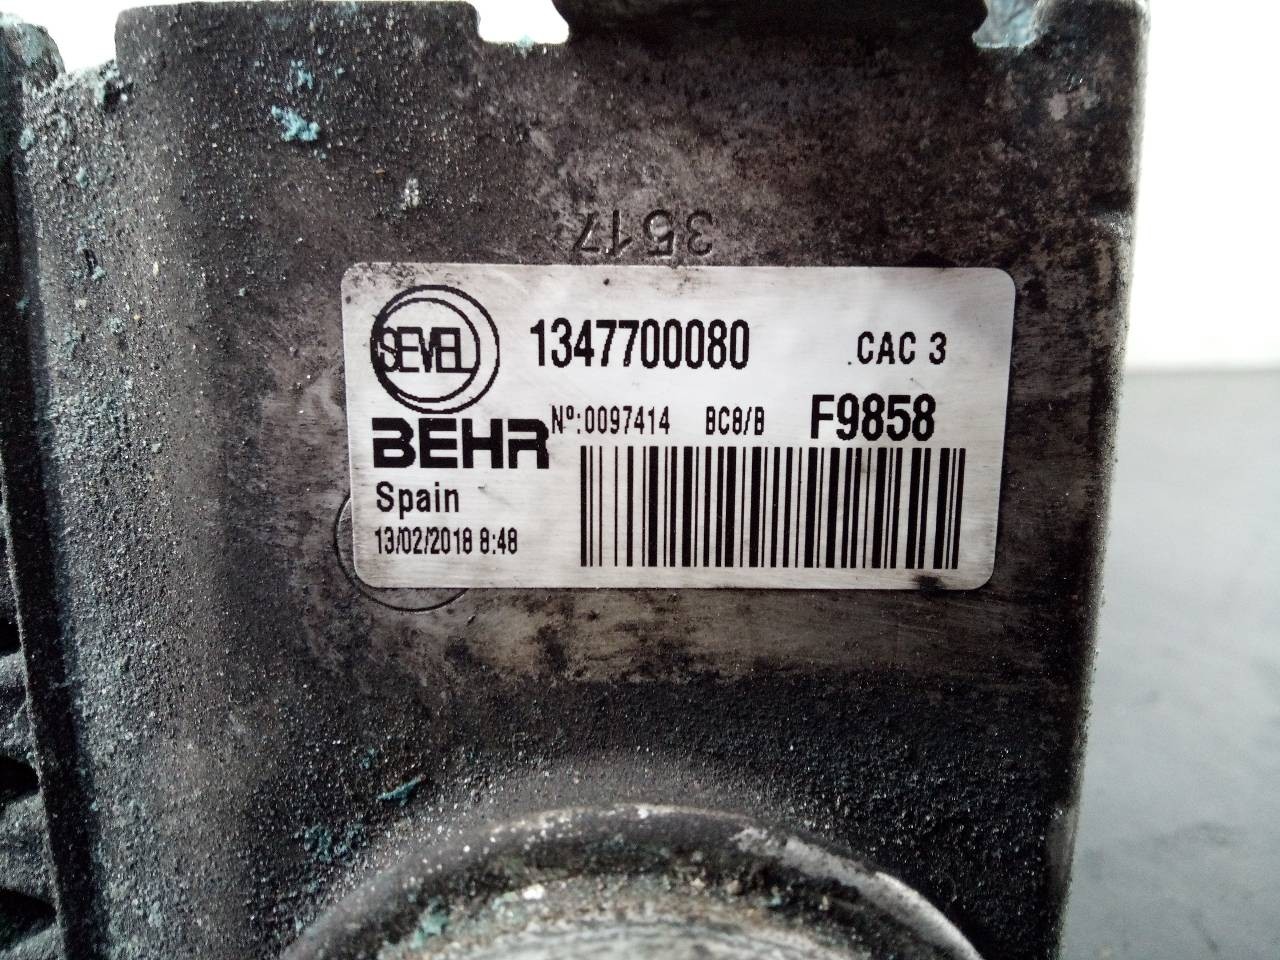 3517
SEVEL
1347700080 .CAC 3
BEHR Nº:0097414 BC8/B F9858
Spain
13/02/2018 8:48